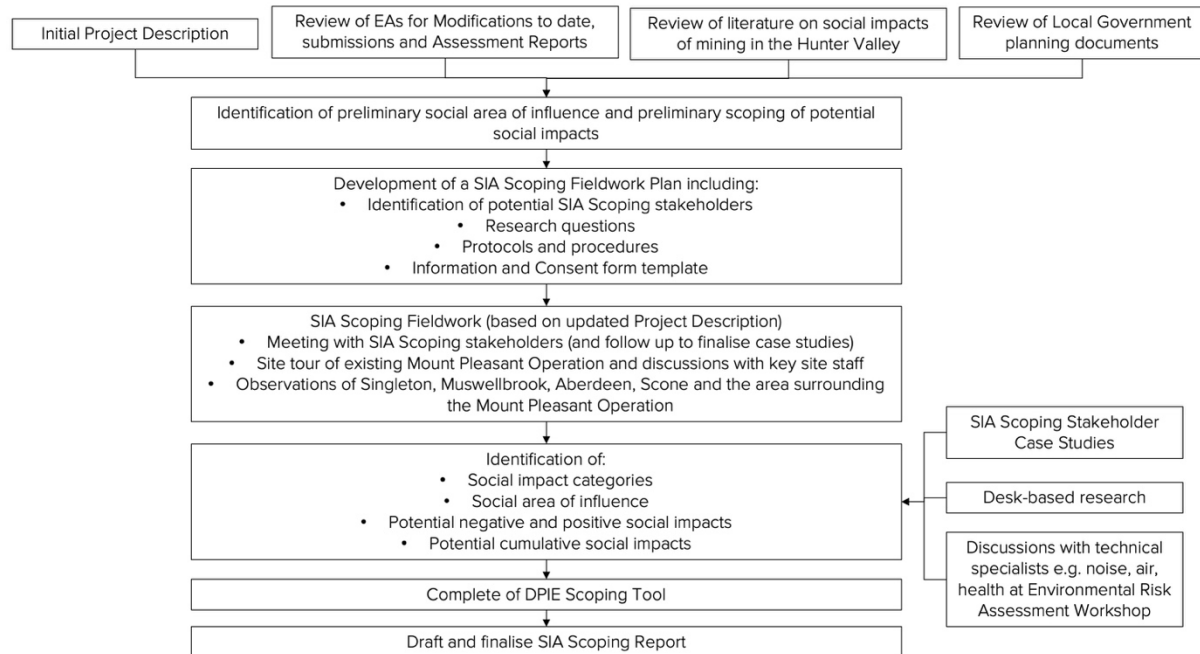 Initial Project Description
Review of EAs for Modifications to date,
submissions and Assessment Reports
Review of literature on social impacts
of mining in the Hunter Valley
Review of Local Government
planning documents
Identification of preliminary social area of influence and preliminary scoping of potential
social impacts
Development of a SIA Scoping Fieldwork Plan including:
• Identification of potential SIA Scoping stakeholders
• Research questions
• Protocols and procedures
• Information and Consent form template
SIA Scoping Fieldwork (based on updated Project Description)
• Meeting with SIA Scoping stakeholders (and follow up to finalise case studies)
• Site tour of existing Mount Pleasant Operation and discussions with key site staff
• Observations of Singleton, Muswellbrook, Aberdeen, Scone and the area surrounding
the Mount Pleasant Operation
Identification of:
• Social impact categories
• Social area of influence
• Potential negative and positive social impacts
• Potential cumulative social impacts
SIA Scoping Stakeholder
Case Studies
Desk-based research
Discussions with technical
specialists e.g. noise, air,
health at Environmental Risk
Assessment Workshop
Complete of DPIE Scoping Tool
Draft and finalise SIA Scoping Report